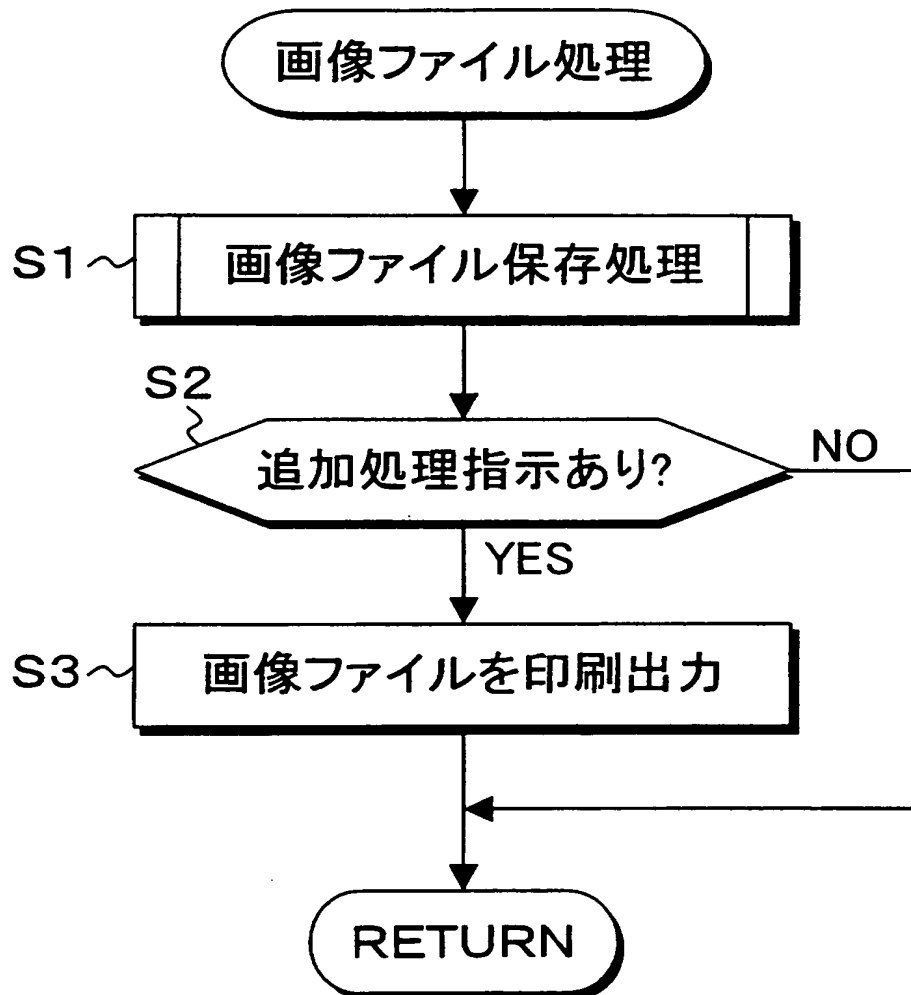 画像ファイル処理
S1
画像ファイル保存処理
S2
追加処理指示あり?
NO
YES
S3
画像ファイルを印刷出力
RETURN